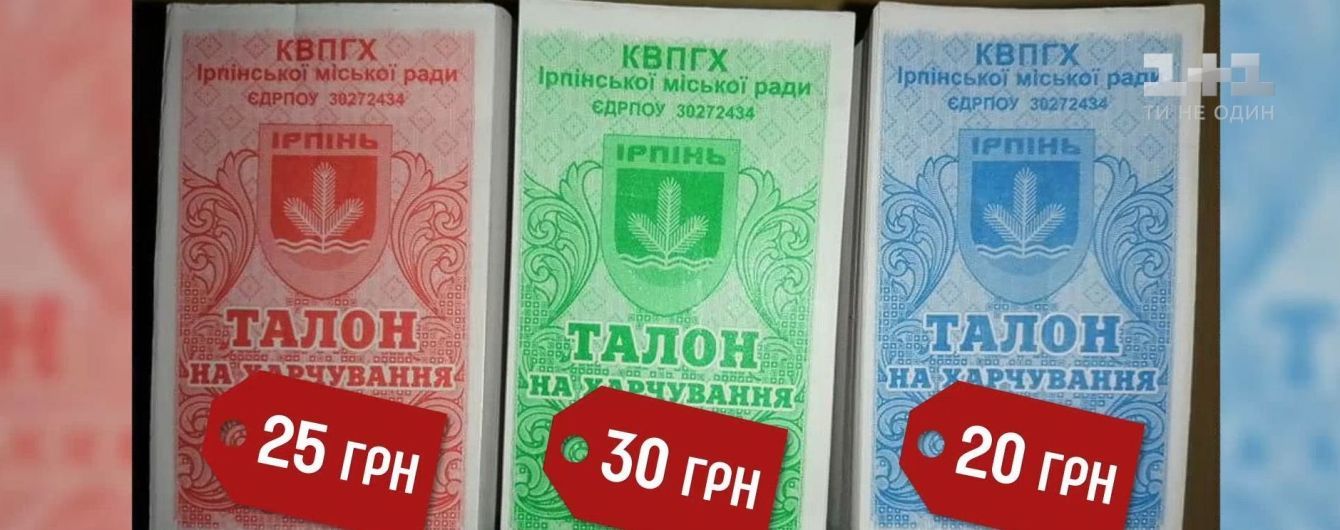 КВПГХ
Ірпінської міської ради
ЄДРПОУ 30272434
ІРПІНЬ
ТАЛОН
НА ХАРЧУВАННЯ
25 ГРН
КВПГХ
Ірпінської міської ради
ЄДРПОУ 30272434
ІРПІНЬ
ТАЛОН
НА ХАРЧУВАННЯ
30 ГРН
КВПГХ
Ірпінської міської ради
ЄДРПОУ 30272434
ІРПІНЬ
ТАЛОН
НА ХАРЧУВАННЯ
20 ГРН
1+1
ТИ НЕ ОДИН